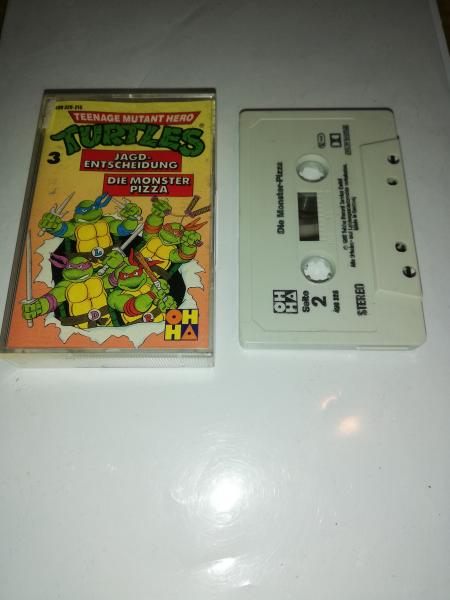 TEENAGE MUTANT HERO
TURTLES
3
JAGD-
ENTSCHEIDUNG
DIE MONSTER
PIZZA
OH
HA
Die Monster-Pizza
OH
HA
Seite
2
STEREO